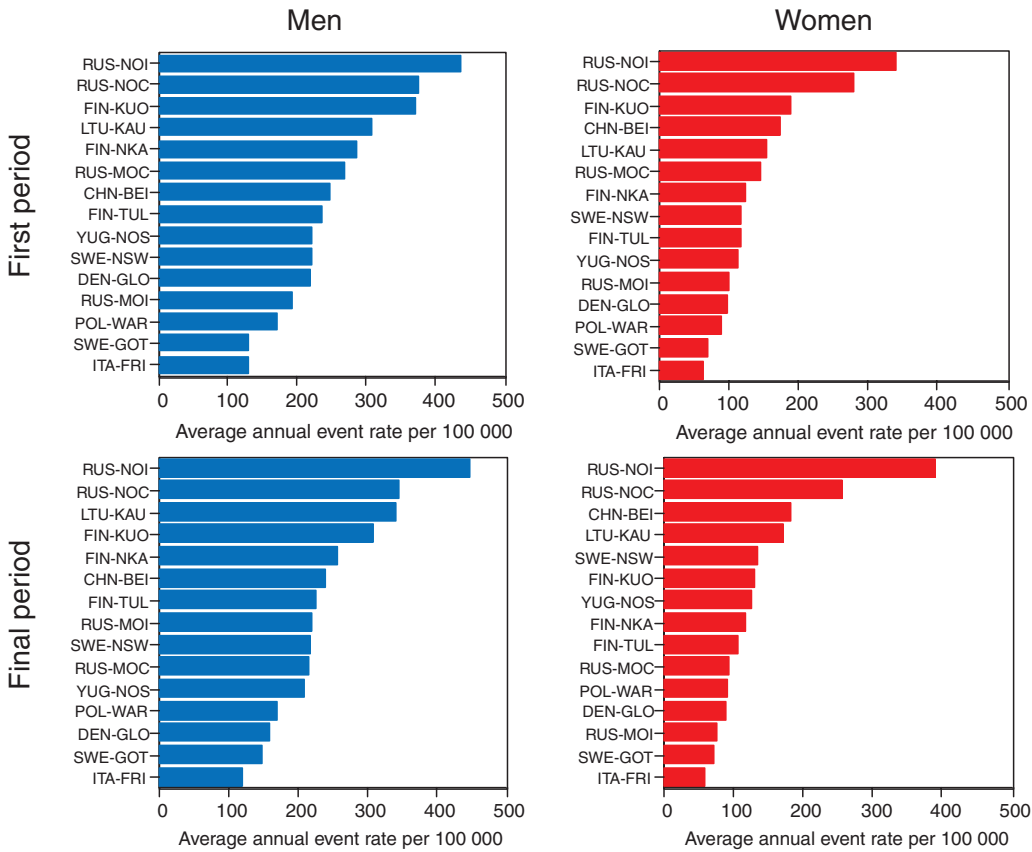 Men
Women
First period
RUS-NOI
RUS-NOC
FIN-KUO
LTU-KAU
FIN-NKA
RUS-MOC
CHN-BEI
FIN-TUL
YUG-NOS
SWE-NSW
DEN-GLO
RUS-MOI
POL-WAR
SWE-GOT
ITA-FRI
0 100 200 300 400 500
Average annual event rate per 100 000
RUS-NOI
RUS-NOC
FIN-KUO
CHN-BEI
LTU-KAU
RUS-MOC
FIN-NKA
SWE-NSW
FIN-TUL
YUG-NOS
RUS-MOI
DEN-GLO
POL-WAR
SWE-GOT
ITA-FRI
0 100 200 300 400 500
Average annual event rate per 100 000
Final period
RUS-NOI
RUS-NOC
LTU-KAU
FIN-KUO
FIN-NKA
CHN-BEI
FIN-TUL
RUS-MOI
SWE-NSW
RUS-MOC
YUG-NOS
POL-WAR
DEN-GLO
SWE-GOT
ITA-FRI
0 100 200 300 400 500
Average annual event rate per 100 000
RUS-NOI
RUS-NOC
CHN-BEI
LTU-KAU
SWE-NSW
FIN-KUO
YUG-NOS
FIN-NKA
FIN-TUL
RUS-MOC
POL-WAR
DEN-GLO
RUS-MOI
SWE-GOT
ITA-FRI
0 100 200 300 400 500
Average annual event rate per 100 000